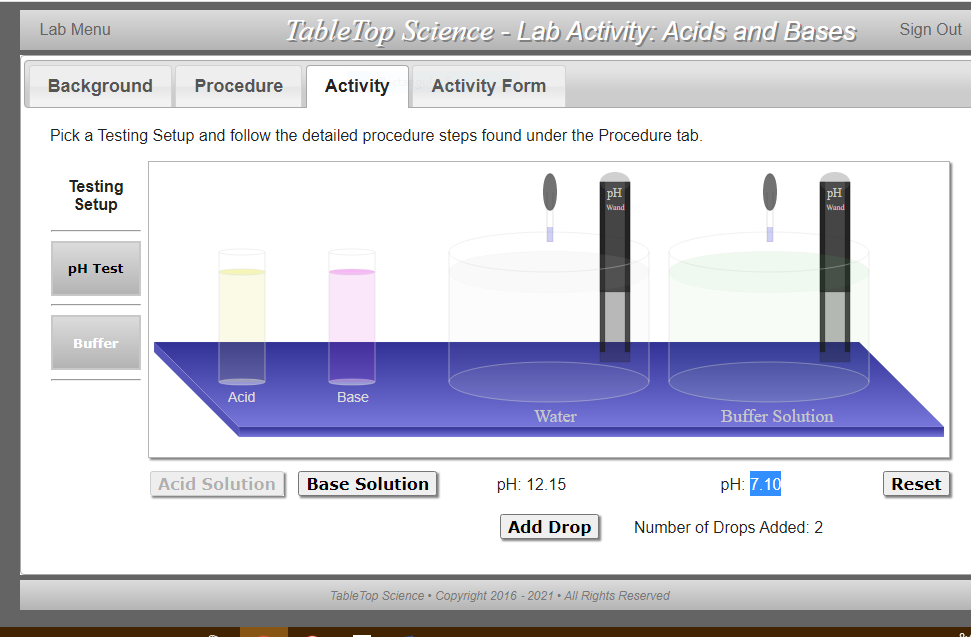 Lab Menu
TableTop Science - Lab Activity: Acids and Bases
Sign Out
Background
Procedure
Activity
Activity Form
Pick a Testing Setup and follow the detailed procedure steps found under the Procedure tab.
Testing
Setup
pH Test
Buffer
pH
Wand
pH
Wand
Acid
Base
Water
Buffer Solution
Acid Solution
Base Solution
pH: 12.15
pH: 7.10
Reset
Add Drop
Number of Drops Added: 2
TableTop Science • Copyright 2016 - 2021 • All Rights Reserved